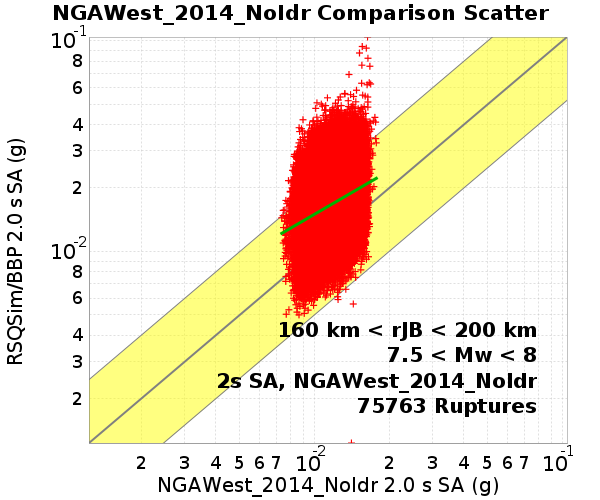 NGAWest_2014_NoIdr Comparison Scatter
10-1
8
6
4
3
2
10-2
8
6
4
3
2
RSQSim/BBP 2.0 s SA (g)
160 km < rJB < 200 km
7.5 < Mw < 8
2s SA, NGAWest_2014_NoIdr
75763 Ruptures
2 3 4 5 6 7 10-2 2 3 4 5 6 7 10-1
NGAWest_2014_NoIdr 2.0 s SA (g)